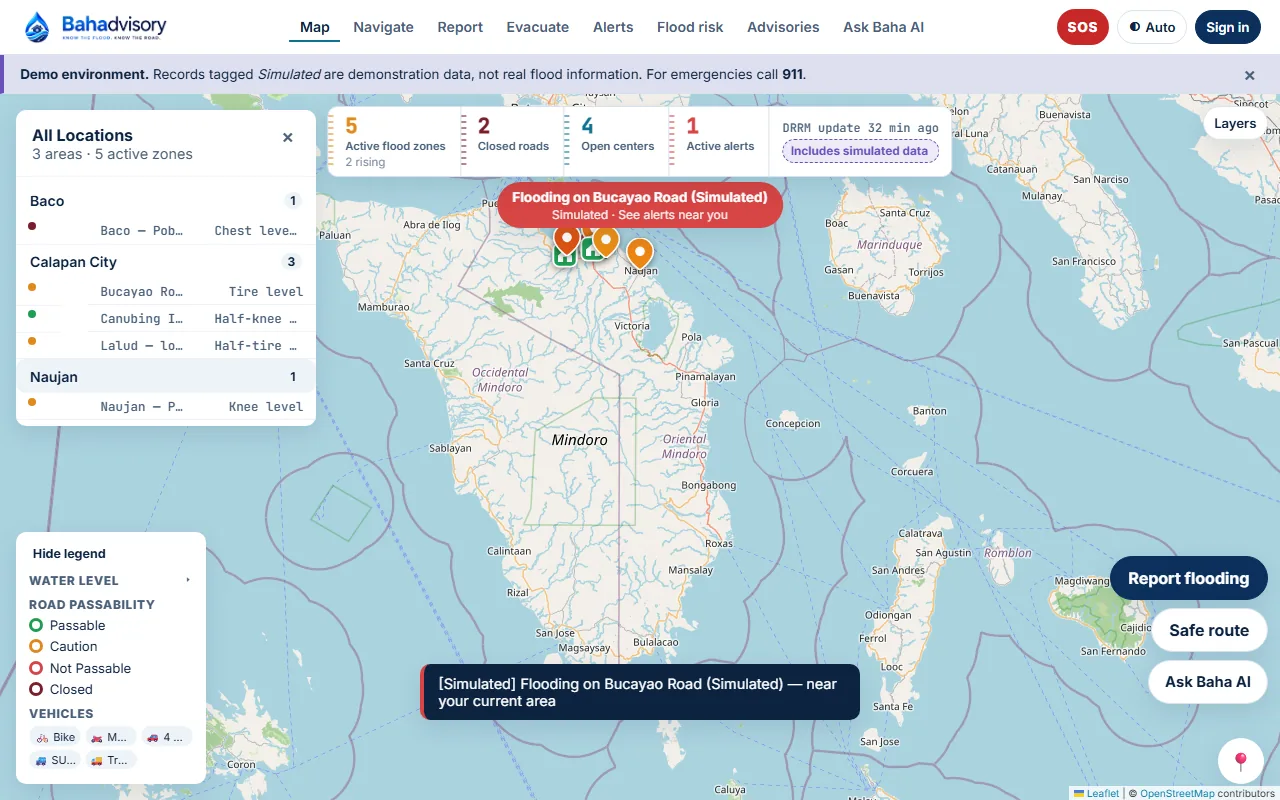 Bahadvisory
KNOW THE FLOOD. KNOW THE ROAD.
Map
Navigate
Report
Evacuate
Alerts
Flood risk
Advisories
Ask Baha AI
SOS
Auto
Sign in
Demo environment. Records tagged Simulated are demonstration data, not real flood information. For emergencies call 911.
×
All Locations
×
3 areas · 5 active zones
Baco 1
Baco — Pob… Chest leve…
Calapan City 3
Bucayao Ro… Tire level
Canubing I… Half-knee …
Lalud — lo… Half-tire …
Naujan 1
Naujan — P… Knee level
5
Active flood zones
2 rising
2
Closed roads
4
Open centers
1
Active alerts
DRRM update 32 min ago
Includes simulated data
Layers
Flooding on Bucayao Road (Simulated)
Simulated · See alerts near you
Paluan
Abra de Ilog
Naujan
Mamburao
Victoria
Pola
Santa Cruz
Occidental
Mindoro
Pinamalayan
Gloria
Mindoro
Oriental
Mindoro
Sablayan
Bongabong
Calintaan
Roxas
Mansalay
Rizal
San Jose
Magsaysay
Bulalacao
Coron
Caluya
Boac
Santa Cruz
Marinduque
Gasan
Torrijos
Buenavista
Buenavista
Catanauan
San Narciso
Mulanay
San Francisco
San Pascual
Concepcion
Banton
Corcuera
Calatrava
San Agustin
Romblon
San Andres
Odiongan
Ferrol
Looc
Santa Fe
San Jose
Magdiwang
Cajidio
San Fernando
Hide legend
WATER LEVEL
ROAD PASSABILITY
Passable
Caution
Not Passable
Closed
VEHICLES
Bike M… 4 …
SU… Tr…
[Simulated] Flooding on Bucayao Road (Simulated) — near
your current area
Report flooding
Safe route
Ask Baha AI
Leaflet | © OpenStreetMap contributors